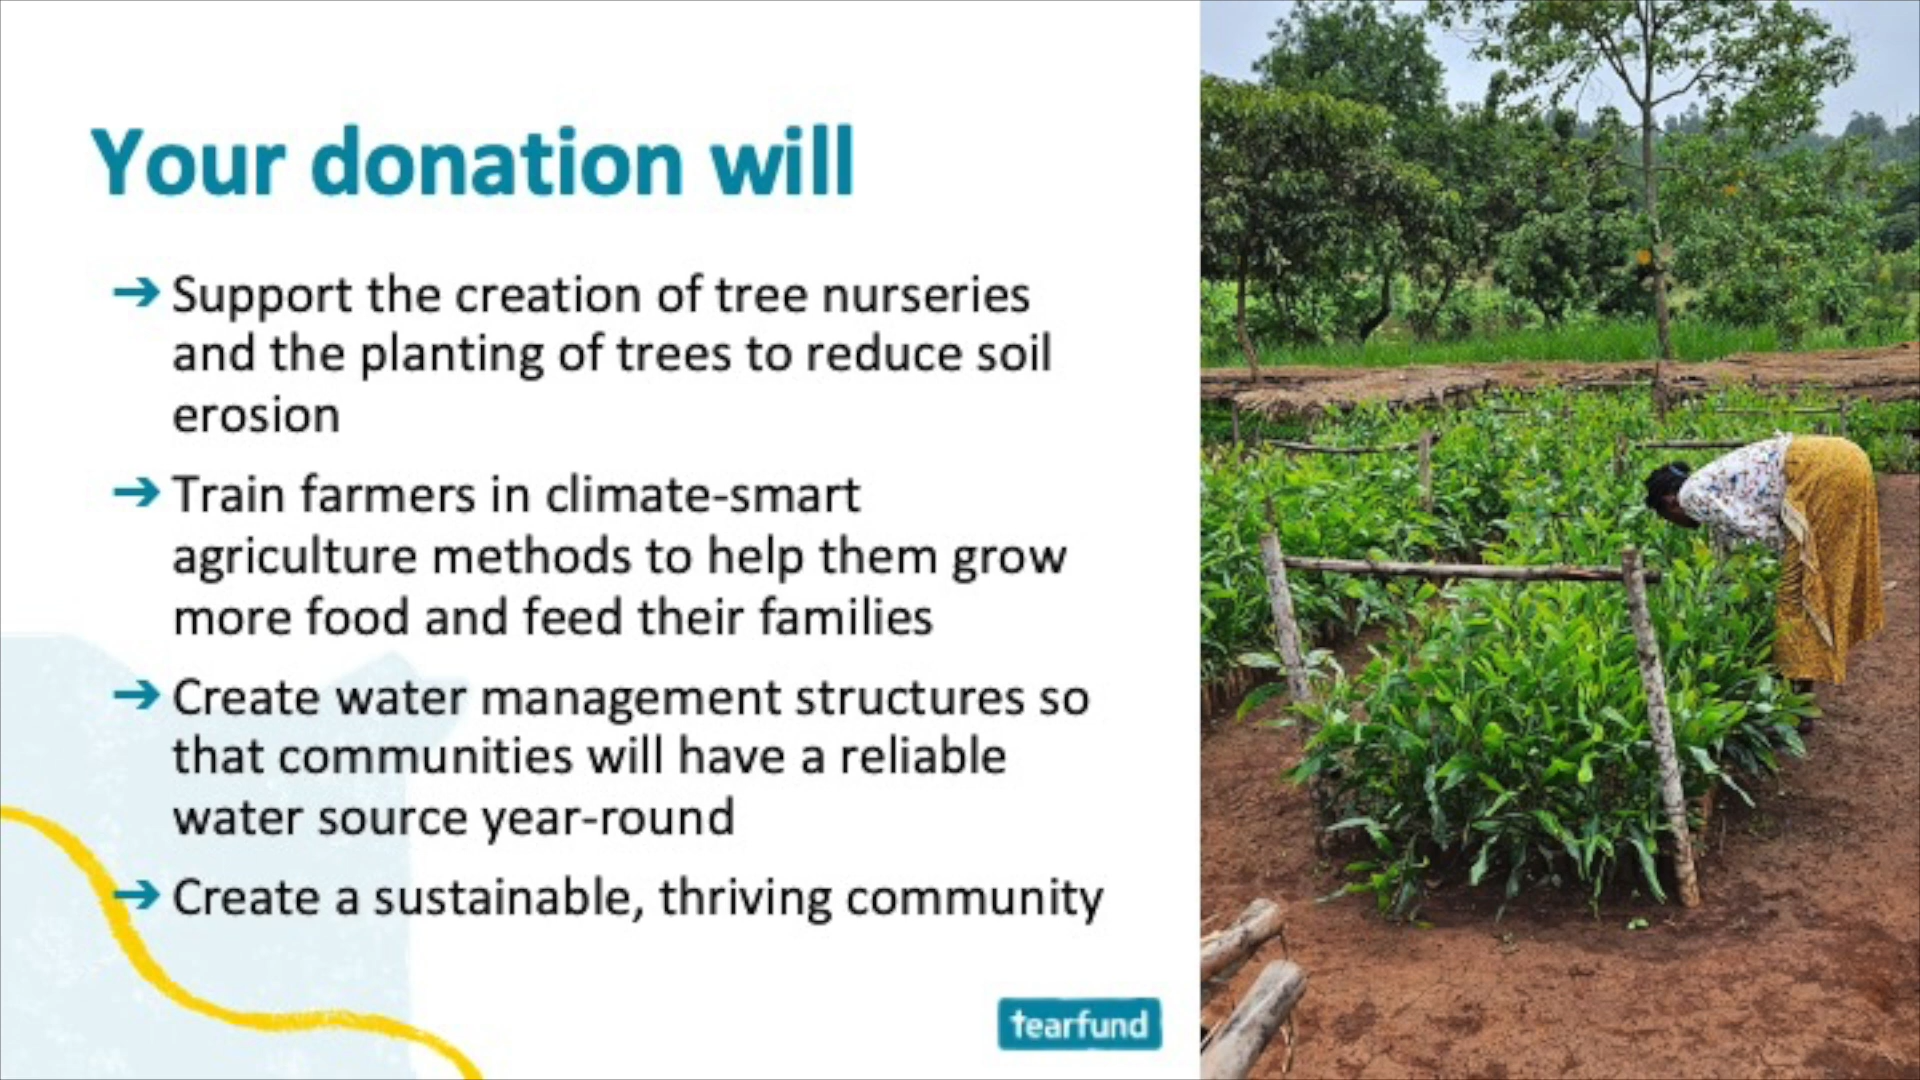 Your donation will
➔ Support the creation of tree nurseries
and the planting of trees to reduce soil
erosion
➔ Train farmers in climate-smart
agriculture methods to help them grow
more food and feed their families
➔ Create water management structures so
that communities will have a reliable
water source year-round
➔ Create a sustainable, thriving community
tearfund